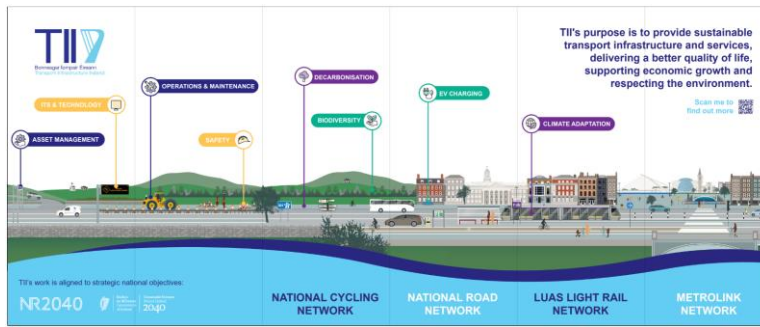 TII
Bonneagar Iompair Éireann
Transport Infrastructure Ireland
TII's purpose is to provide sustainable
transport infrastructure and services,
delivering a better quality of life,
supporting economic growth and
respecting the environment.
Scan me to
find out more
OPERATIONS & MAINTENANCE
DECARBONISATION
EV CHARGING
ITS & TECHNOLOGY
BIODIVERSITY
CLIMATE ADAPTATION
ASSET MANAGEMENT
SAFETY
TII's work is aligned to strategic national objectives:
NR2040
2040
NATIONAL CYCLING
NETWORK
NATIONAL ROAD
NETWORK
LUAS LIGHT RAIL
NETWORK
METROLINK
NETWORK